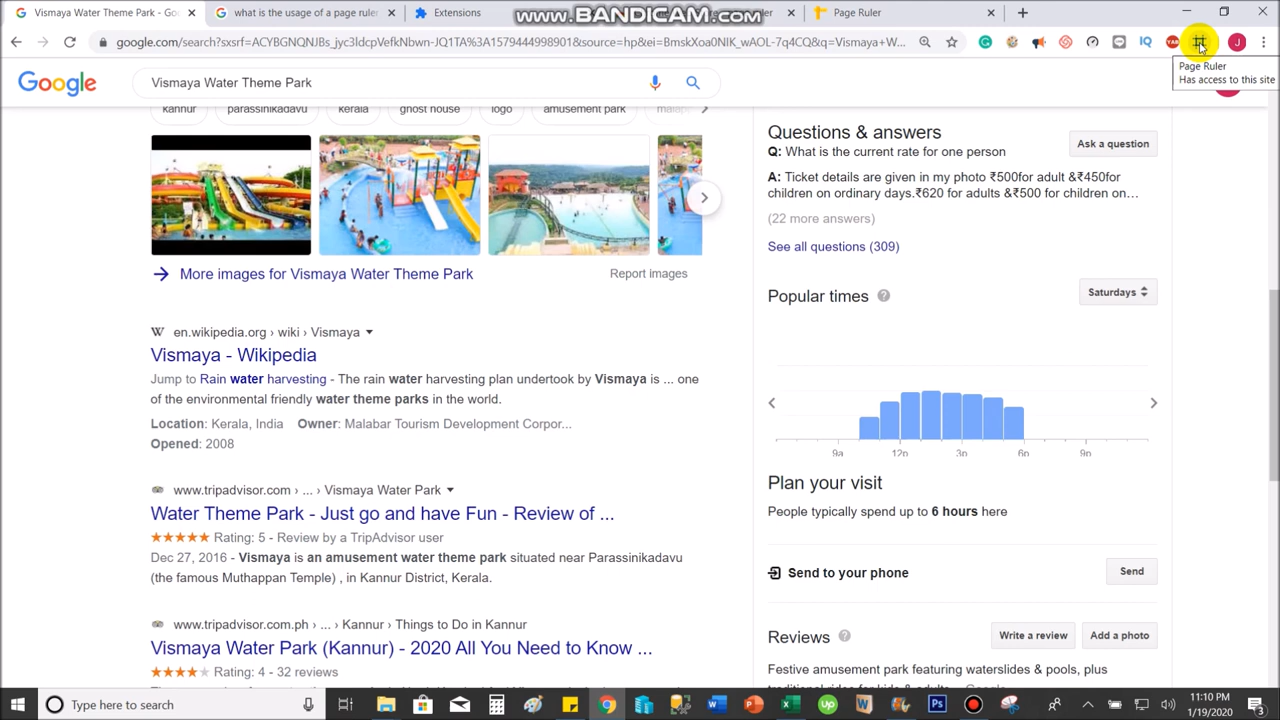 Vismaya Water Theme Park - Goo
what is the usage of a page ruler
Extensions
www.BANDICAM.com
Page Ruler
google.com/search?sxsrf=ACYBGNQNJBs_jyc3ldcpVefkNbwn-JQ1TA%3A1579444998901&source=hp&ei=BmskXoa0NIK_wAOL-7q4CQ&q=Vismaya+W...
Page Ruler
Has access to this site
Google
Vismaya Water Theme Park
kannur
parassinikadavu
kerala
ghost house
logo
amusement park
More images for Vismaya Water Theme Park
Report images
en.wikipedia.org › wiki › Vismaya
Vismaya - Wikipedia
Jump to Rain water harvesting - The rain water harvesting plan undertook by Vismaya is ... one
of the environmental friendly water theme parks in the world.
Location: Kerala, India Owner: Malabar Tourism Development Corpor...
Opened: 2008
www.tripadvisor.com › ... › Vismaya Water Park
Water Theme Park - Just go and have Fun - Review of ...
Rating: 5 - Review by a TripAdvisor user
Dec 27, 2016 - Vismaya is an amusement water theme park situated near Parassinikadavu
(the famous Muthappan Temple) , in Kannur District, Kerala.
www.tripadvisor.com.ph › ... › Kannur › Things to Do in Kannur
Vismaya Water Park (Kannur) - 2020 All You Need to Know ...
Rating: 4 - 32 reviews
Questions & answers
Ask a question
Q: What is the current rate for one person
A: Ticket details are given in my photo ₹500for adult &₹450for
children on ordinary days.₹620 for adults &₹500 for children on...
(22 more answers)
See all questions (309)
Popular times
Saturdays
9a 12p 3p 6p 9p
Plan your visit
People typically spend up to 6 hours here
Send to your phone
Send
Reviews
Write a review
Add a photo
Festive amusement park featuring waterslides & pools, plus
Type here to search
11:10 PM
1/19/2020